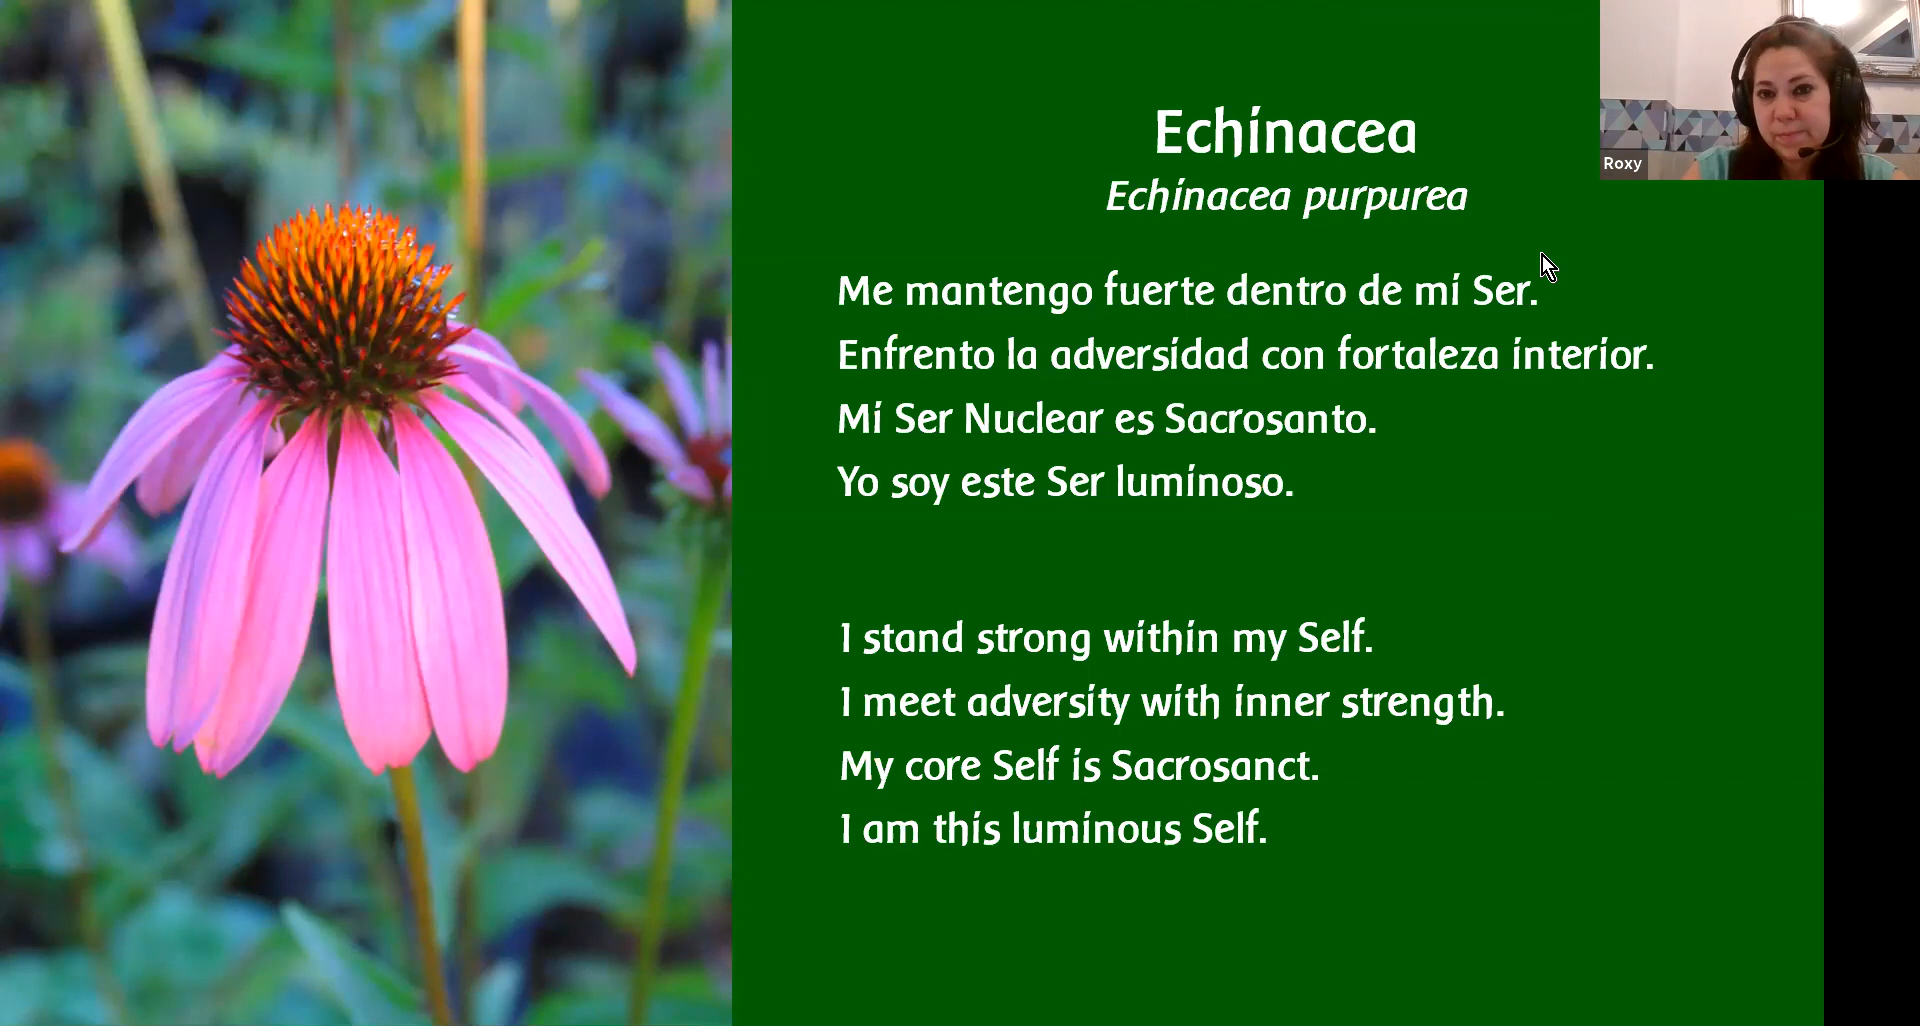 Echinacea
Echinacea purpurea
Me mantengo fuerte dentro de mi Ser.
Enfrento la adversidad con fortaleza interior.
Mi Ser Nuclear es Sacrosanto.
Yo soy este Ser luminoso.
I stand strong within my Self.
I meet adversity with inner strength.
My core Self is Sacrosanct.
I am this luminous Self.
Roxy